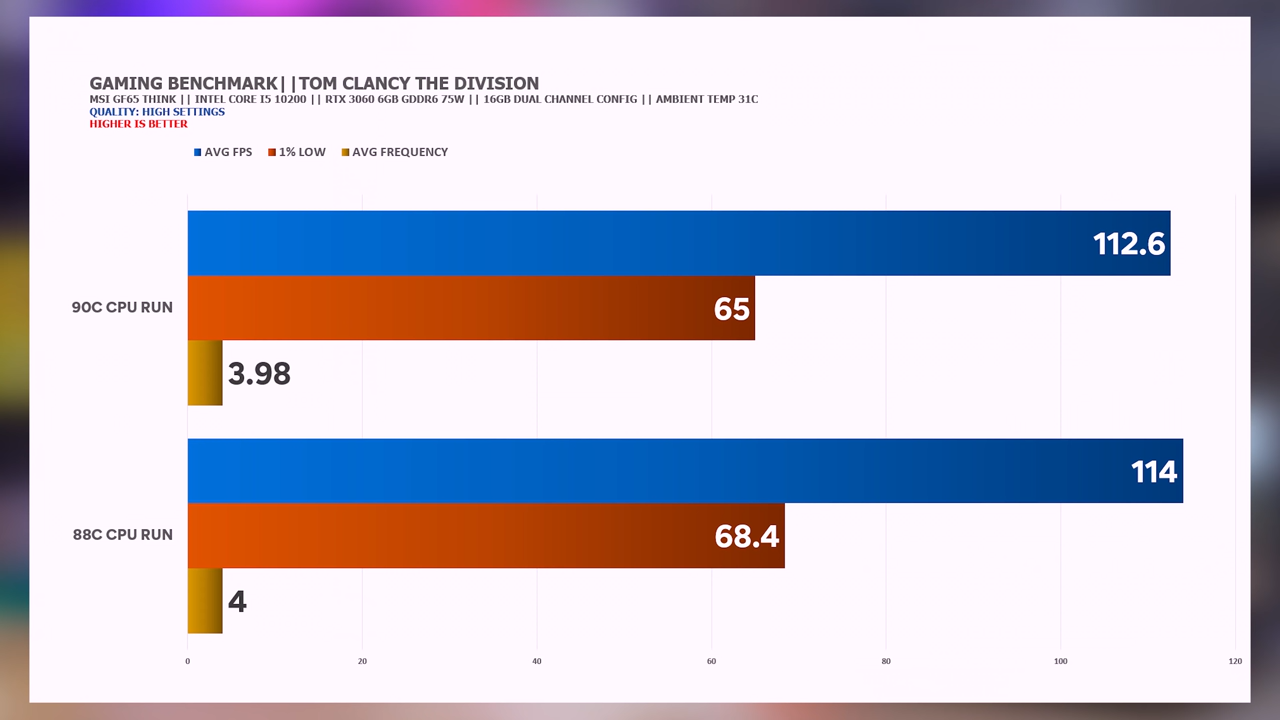 GAMING BENCHMARK||TOM CLANCY THE DIVISION
MSI GF65 THINK || INTEL CORE I5 10200 || RTX 3060 6GB GDDR6 75W || 16GB DUAL CHANNEL CONFIG || AMBIENT TEMP 31C
QUALITY: HIGH SETTINGS
HIGHER IS BETTER
AVG FPS 1% LOW AVG FREQUENCY
112.6
90C CPU RUN 65
3.98
114
88C CPU RUN 68.4
4
0 20 40 60 80 100 120